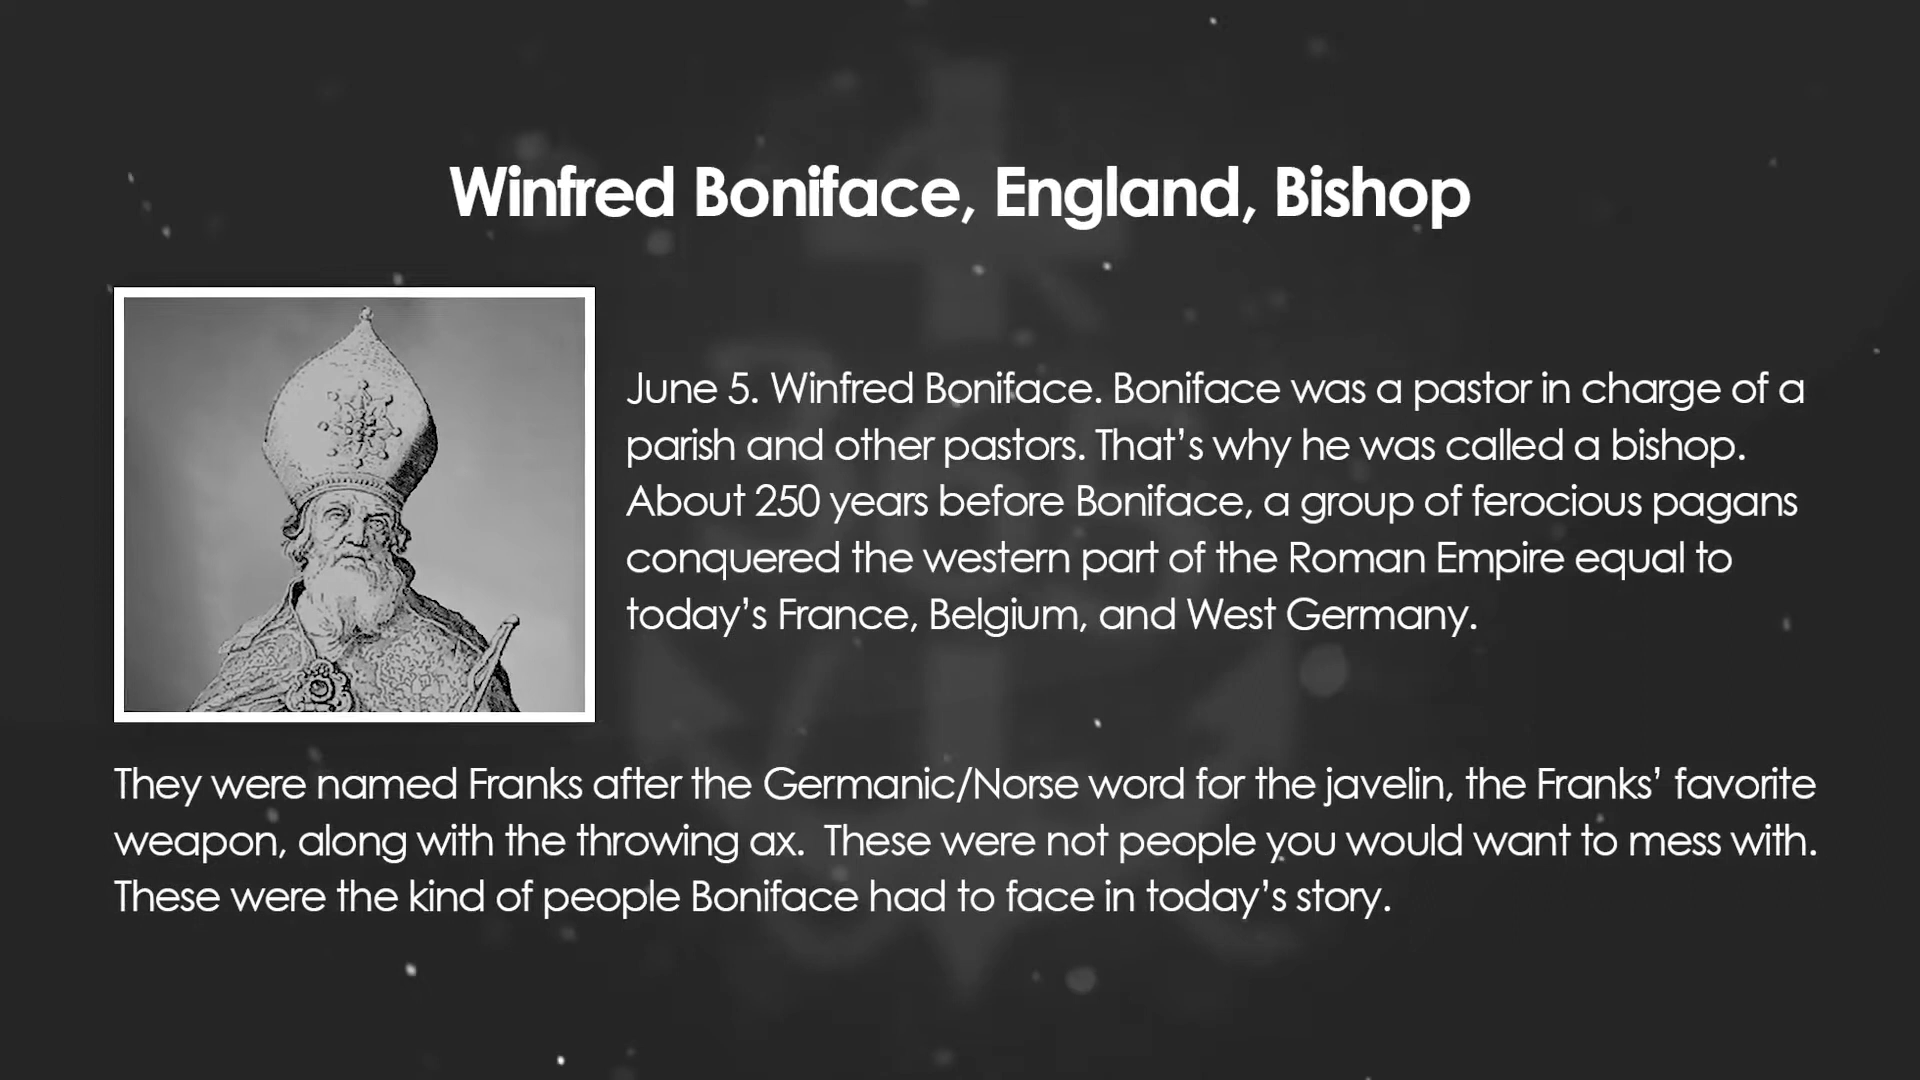 Winfred Boniface, England, Bishop
June 5. Winfred Boniface. Boniface was a pastor in charge of a
parish and other pastors. That's why he was called a bishop.
About 250 years before Boniface, a group of ferocious pagans
conquered the western part of the Roman Empire equal to
today's France, Belgium, and West Germany.
They were named Franks after the Germanic/Norse word for the javelin, the Franks' favorite
weapon, along with the throwing ax.  These were not people you would want to mess with.
These were the kind of people Boniface had to face in today's story.